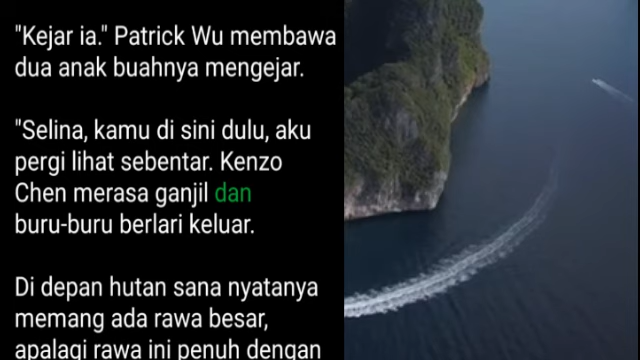 "Kejar ia." Patrick Wu membawa
dua anak buahnya mengejar.
"Selina, kamu di sini dulu, aku
pergi lihat sebentar. Kenzo
Chen merasa ganjil dan
buru-buru berlari keluar.
Di depan hutan sana nyatanya
memang ada rawa besar,
apalagi rawa ini penuh dengan